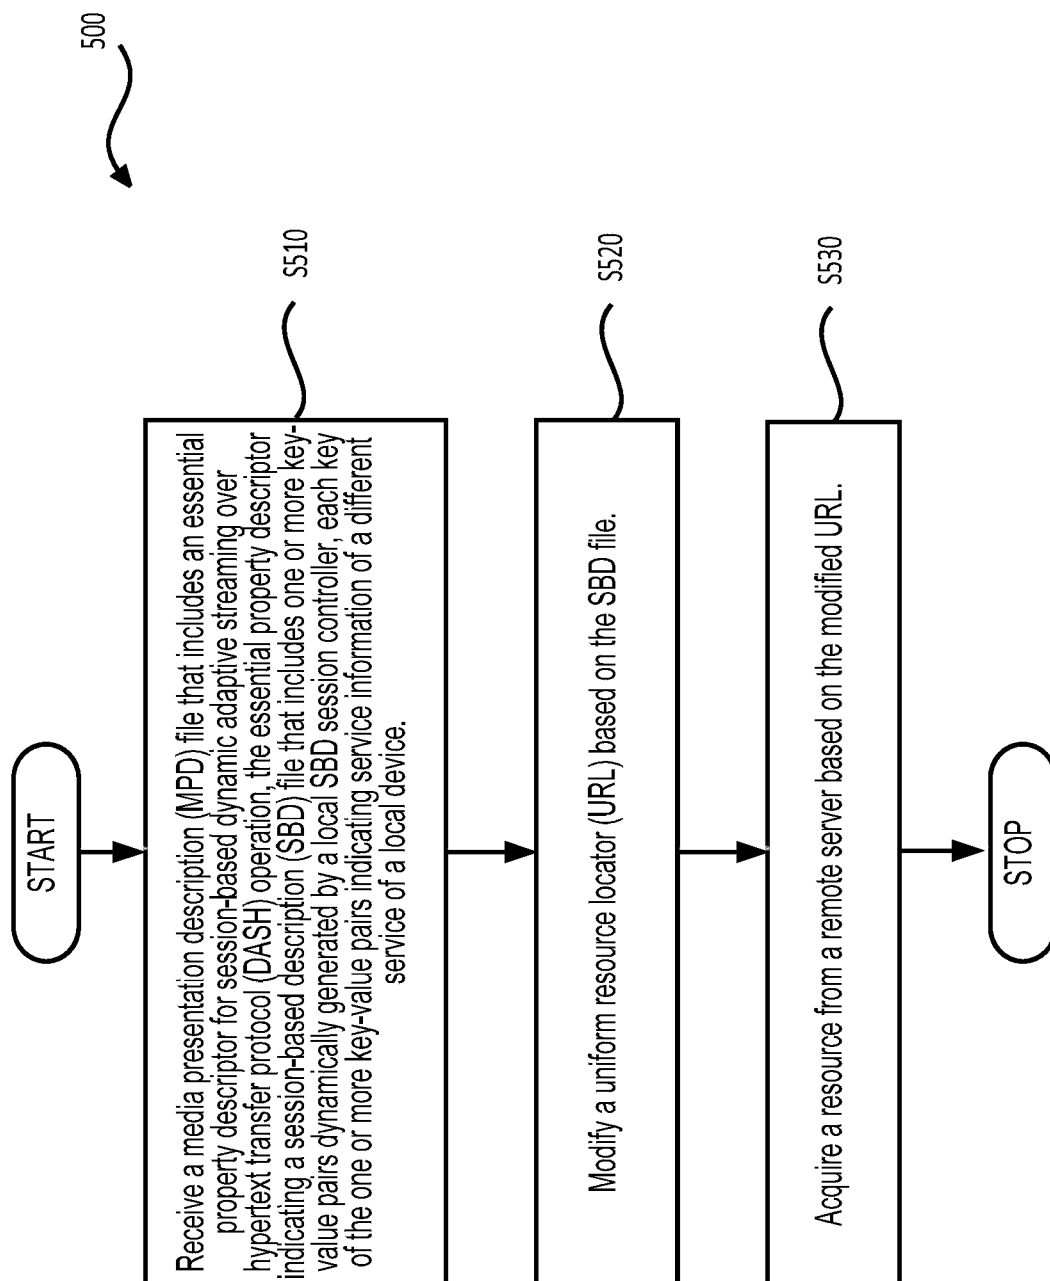 500
START
Receive a media presentation description (MPD) file that includes an essential
property descriptor for session-based dynamic adaptive streaming over
hypertext transfer protocol (DASH) operation, the essential property descriptor
indicating a session-based description (SBD) file that includes one or more key-
value pairs dynamically generated by a local SBD session controller, each key
of the one or more key-value pairs indicating service information of a different
service of a local device.
S510
Modify a uniform resource locator (URL) based on the SBD file.
S520
Acquire a resource from a remote server based on the modified URL.
S530
STOP